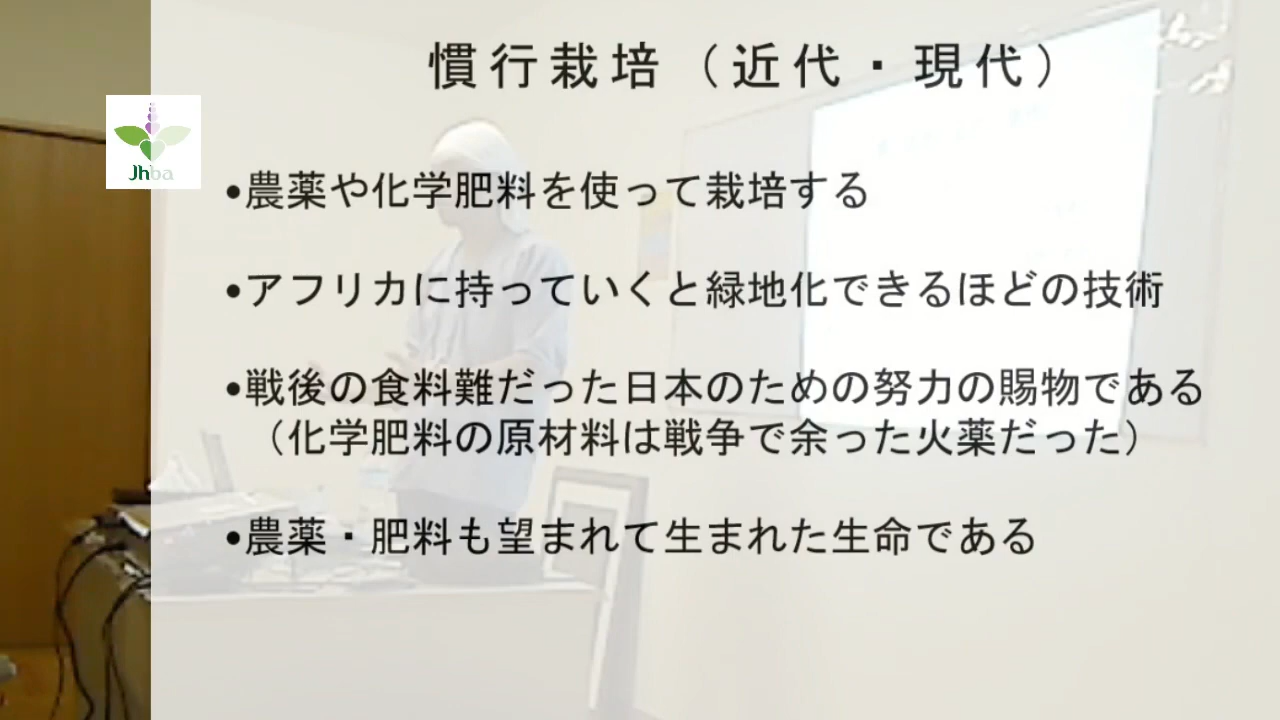 慣行栽培（近代・現代）
Jhba
•農薬や化学肥料を使って栽培する
•アフリカに持っていくと緑地化できるほどの技術
•戦後の食料難だった日本のための努力の賜物である
（化学肥料の原材料は戦争で余った火薬だった）
•農薬・肥料も望まれて生まれた生命である